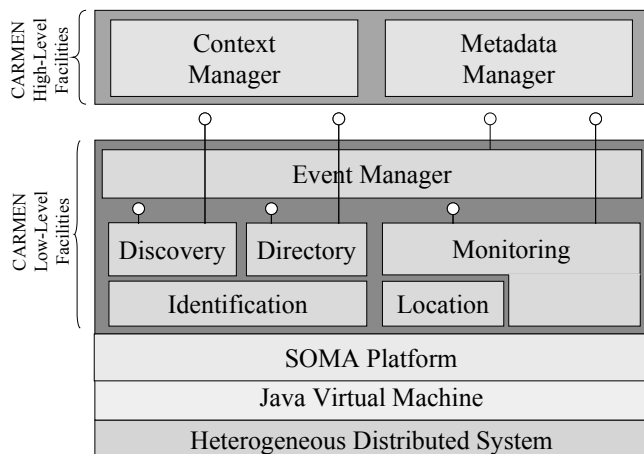 CARMEN
High-Level
Facilities
Context
Manager
Metadata
Manager
CARMEN
Low-Level
Facilities
Event Manager
Discovery
Directory
Monitoring
Identification
Location
SOMA Platform
Java Virtual Machine
Heterogeneous Distributed System